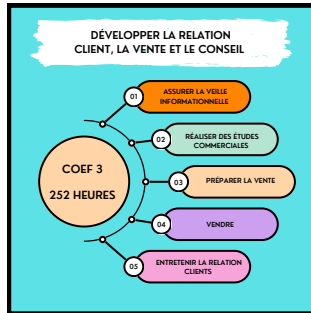 DÉVELOPPER LA RELATION
CLIENT, LA VENTE ET LE CONSEIL
01
ASSURER LA VEILLE
INFORMATIONNELLE
02
RÉALISER DES ÉTUDES
COMMERCIALES
COEF 3
252 HEURES
03
PRÉPARER LA VENTE
04
VENDRE
05
ENTRETENIR LA RELATION
CLIENTS